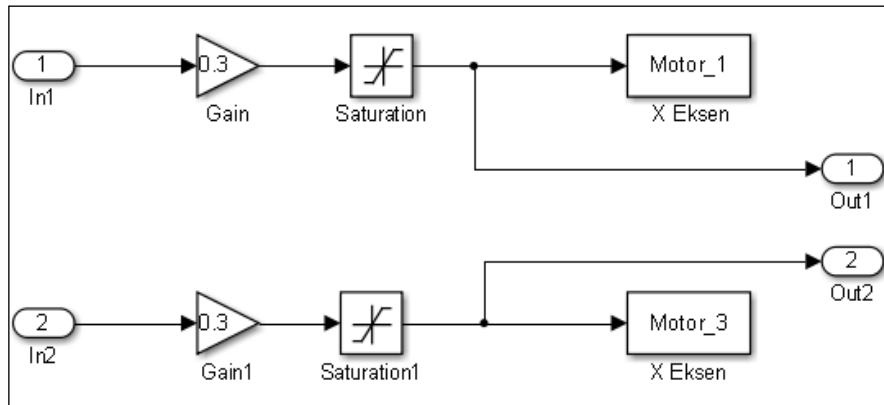 1
In1
0.3
Gain
Saturation
Motor_1
X Eksen
1
Out1
2
Out2
2
In2
0.3
Gain1
Saturation1
Motor_3
X Eksen